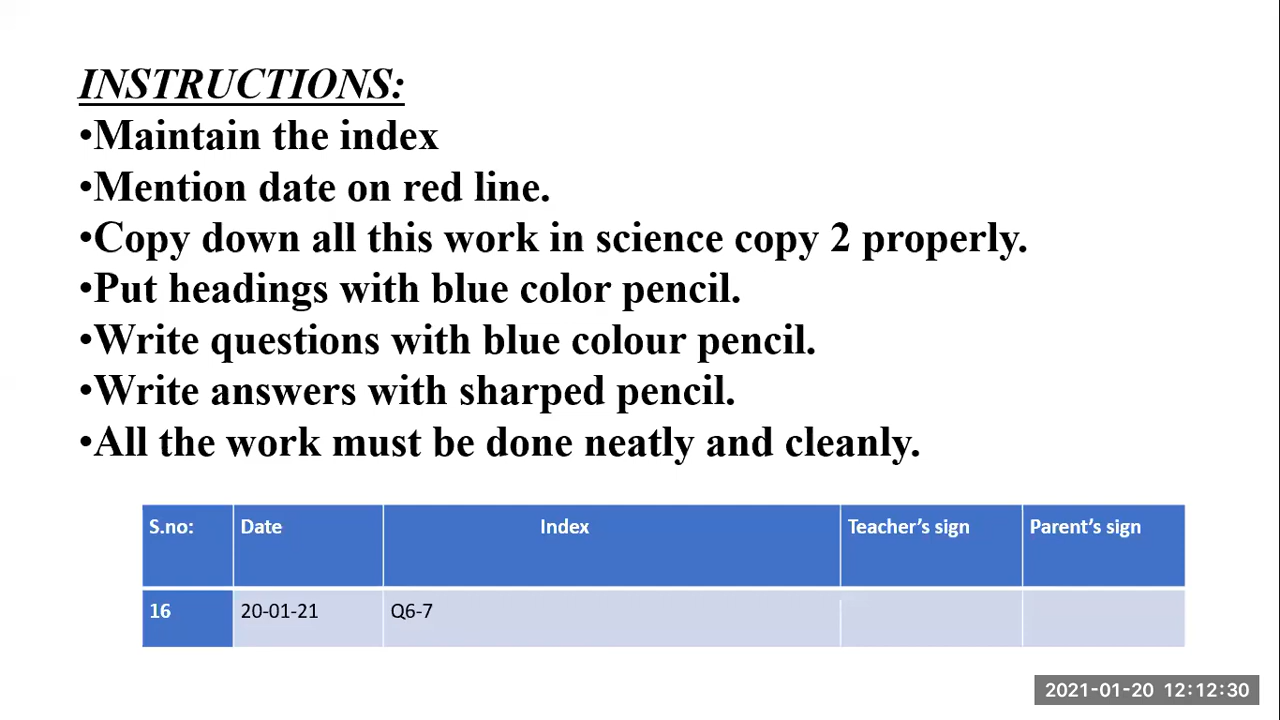 INSTRUCTIONS:
•Maintain the index
•Mention date on red line.
•Copy down all this work in science copy 2 properly.
•Put headings with blue color pencil.
•Write questions with blue colour pencil.
•Write answers with sharped pencil.
•All the work must be done neatly and cleanly.
S.no: Date Index Teacher’s sign Parent’s sign
16 20-01-21 Q6-7
2021-01-20 12:12:30